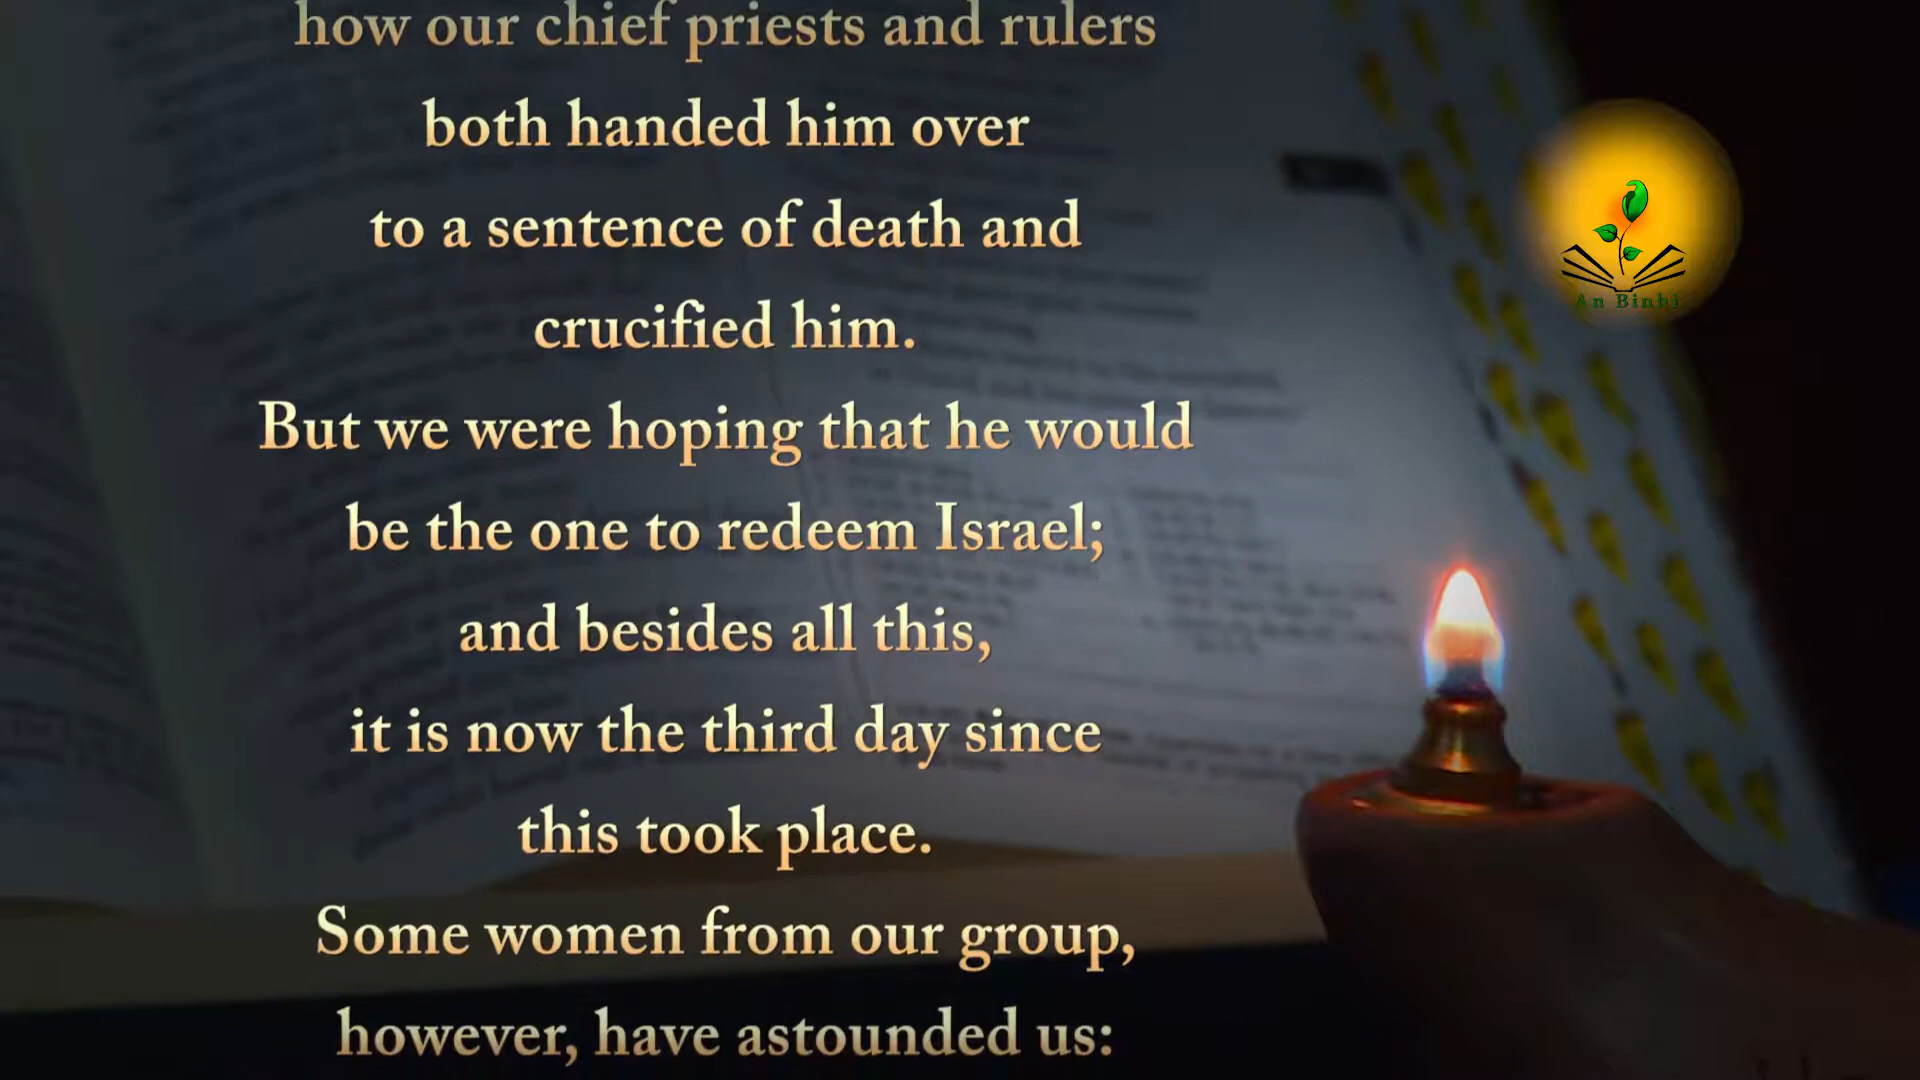 how our chief priests and rulers
both handed him over
to a sentence of death and
crucified him.
But we were hoping that he would
be the one to redeem Israel;
and besides all this,
it is now the third day since
this took place.
Some women from our group,
however, have astounded us:
An Binhi